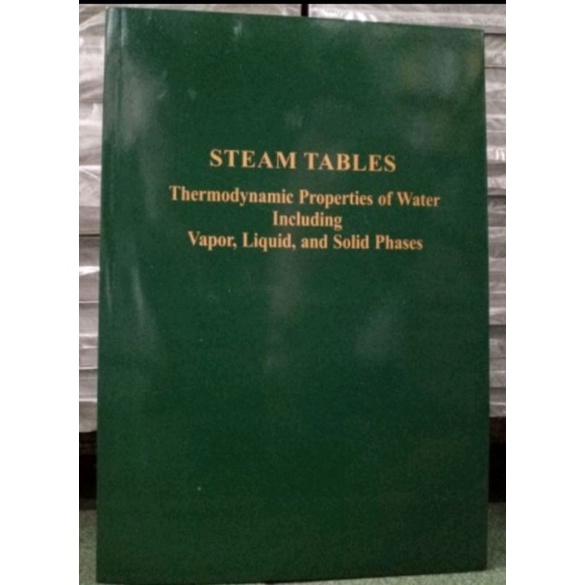 STEAM TABLES
Thermodynamic Properties of Water
Including
Vapor, Liquid, and Solid Phases